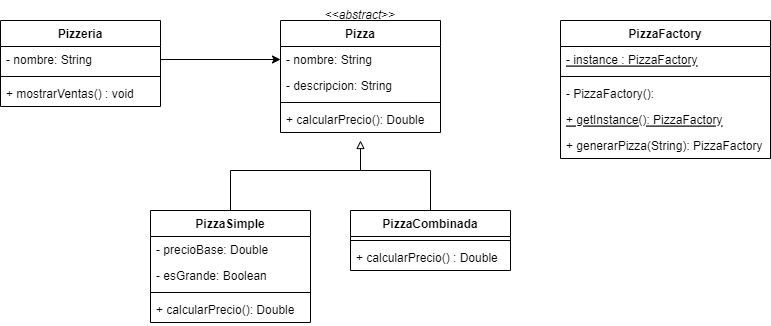 <<abstract>>
Pizzeria
- nombre: String
+ mostrarVentas() : void
Pizza
- nombre: String
- descripcion: String
+ calcularPrecio(): Double
PizzaFactory
- instance : PizzaFactory
- PizzaFactory():
+ getInstance(): PizzaFactory
+ generarPizza(String): PizzaFactory
PizzaSimple
- precioBase: Double
- esGrande: Boolean
+ calcularPrecio(): Double
PizzaCombinada
+ calcularPrecio() : Double